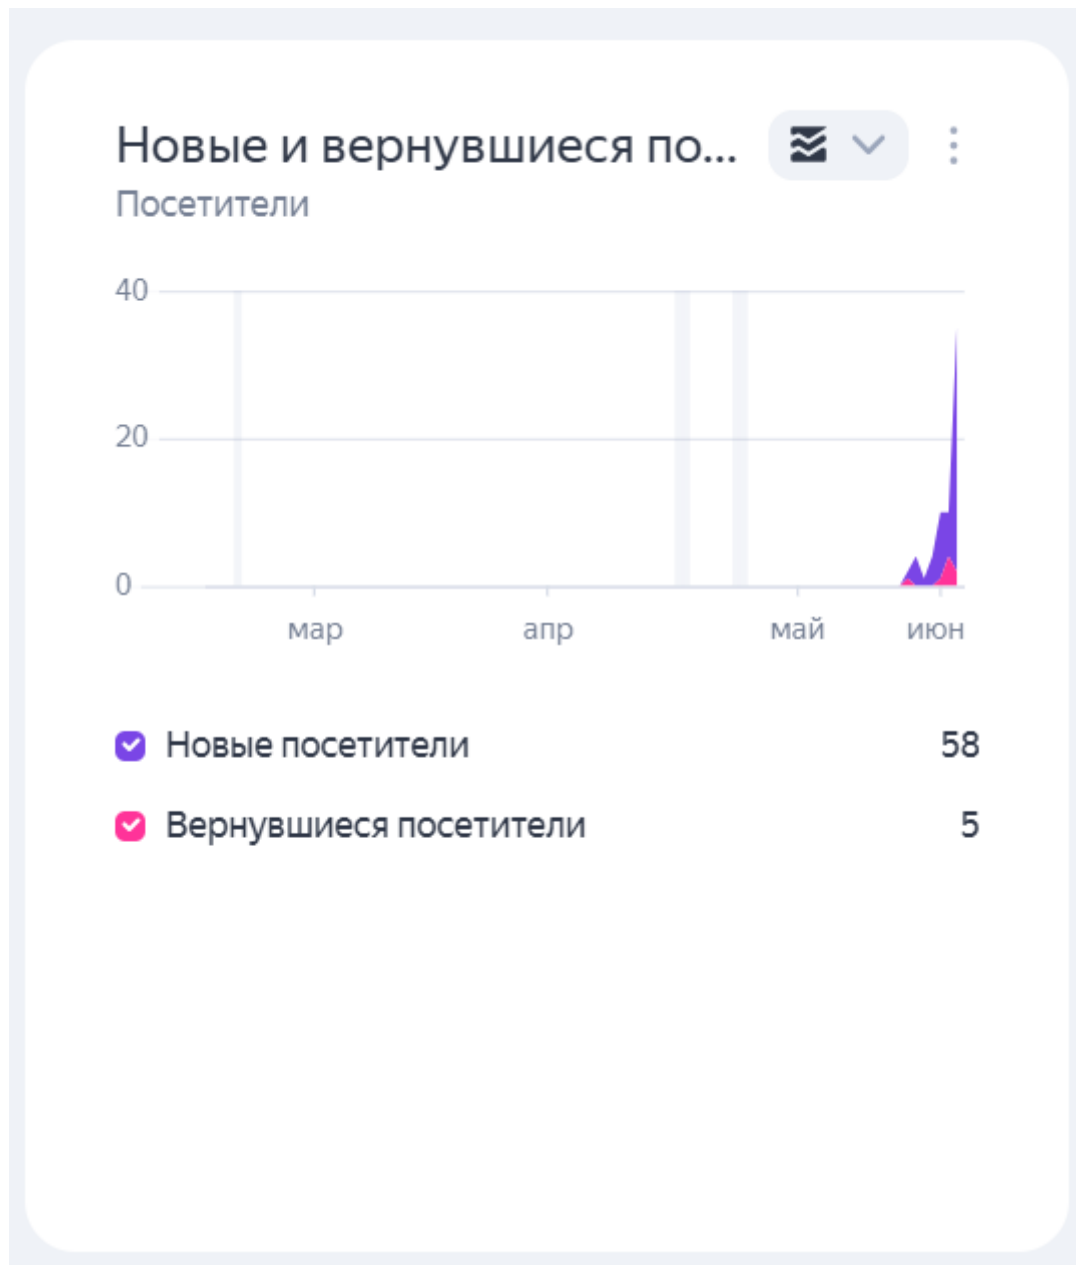 Новые и вернувшиеся по...
Посетители
40
20
0
мар апр май июн
Новые посетители 58
Вернувшиеся посетители 5